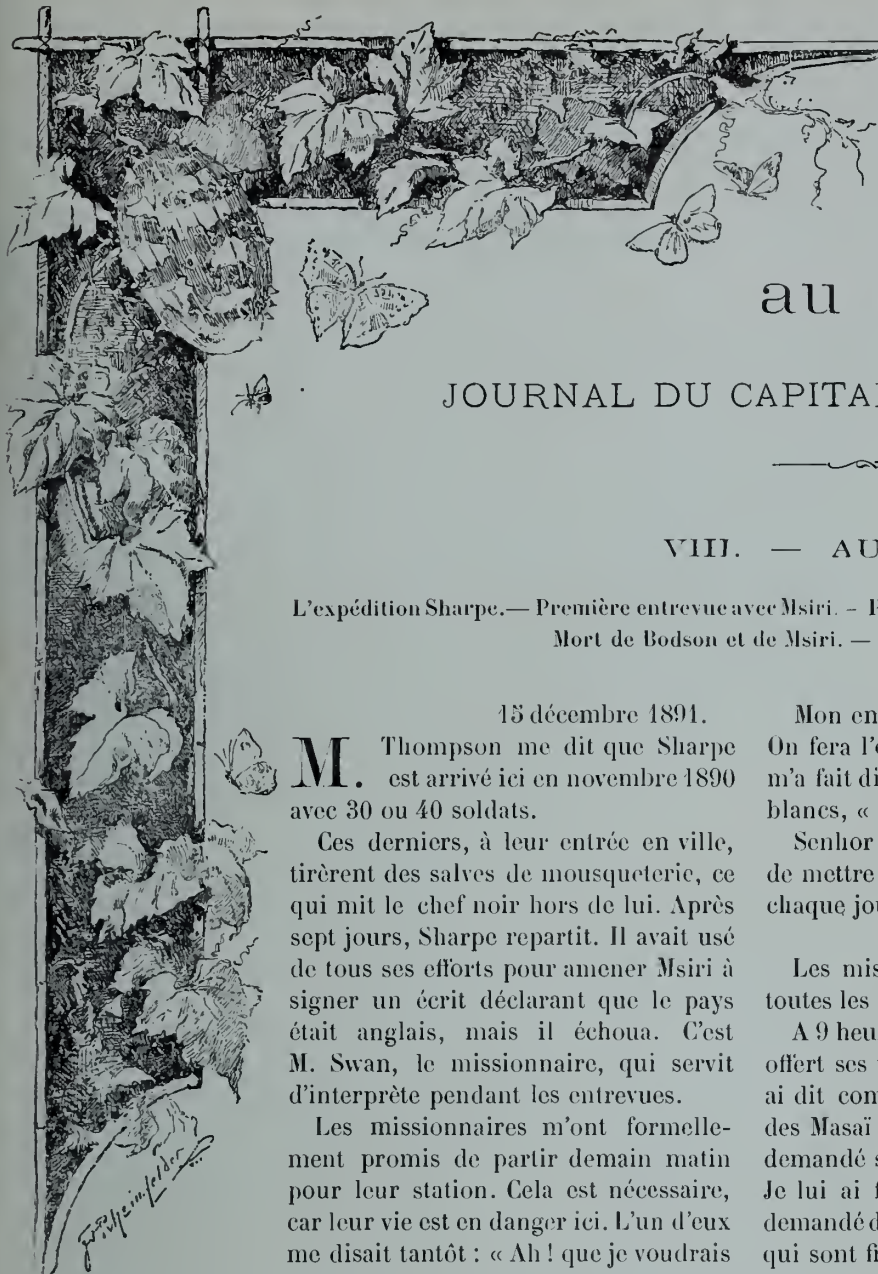 au
JOURNAL DU CAPITA
VIII. — AU
L'expédition Sharpe. — Première entrevue avec Msiri. –
Mort de Bodson et de Msiri. —
15 décembre 1891.
M. Thompson me dit que Sharpe
est arrivé ici en novembre 1890
avec 30 ou 40 soldats.
Ces derniers, à leur entrée en ville,
tirèrent des salves de mousqueterie, ce
qui mit le chef noir hors de lui. Après
sept jours, Sharpe repartit. Il avait usé
de tous ses efforts pour amener Msiri à
signer un écrit déclarant que le pays
était anglais, mais il échoua. C'est
M. Swan, le missionnaire, qui servit
d'interprète pendant les entrevues.
Les missionnaires m'ont formelle-
ment promis de partir demain matin
pour leur station. Cela est nécessaire,
car leur vie est en danger ici. L'un d'eux
me disait tantôt : « Ah ! que je voudrais
Mon en
On fera l'
m'a fait di
blancs, «
Senhor
de mettre
chaque jou
Les mis
toutes les
A 9 heu
offert ses
ai dit com
des Masaï
demandé s
Je lui ai f
demandé d
qui sont fi